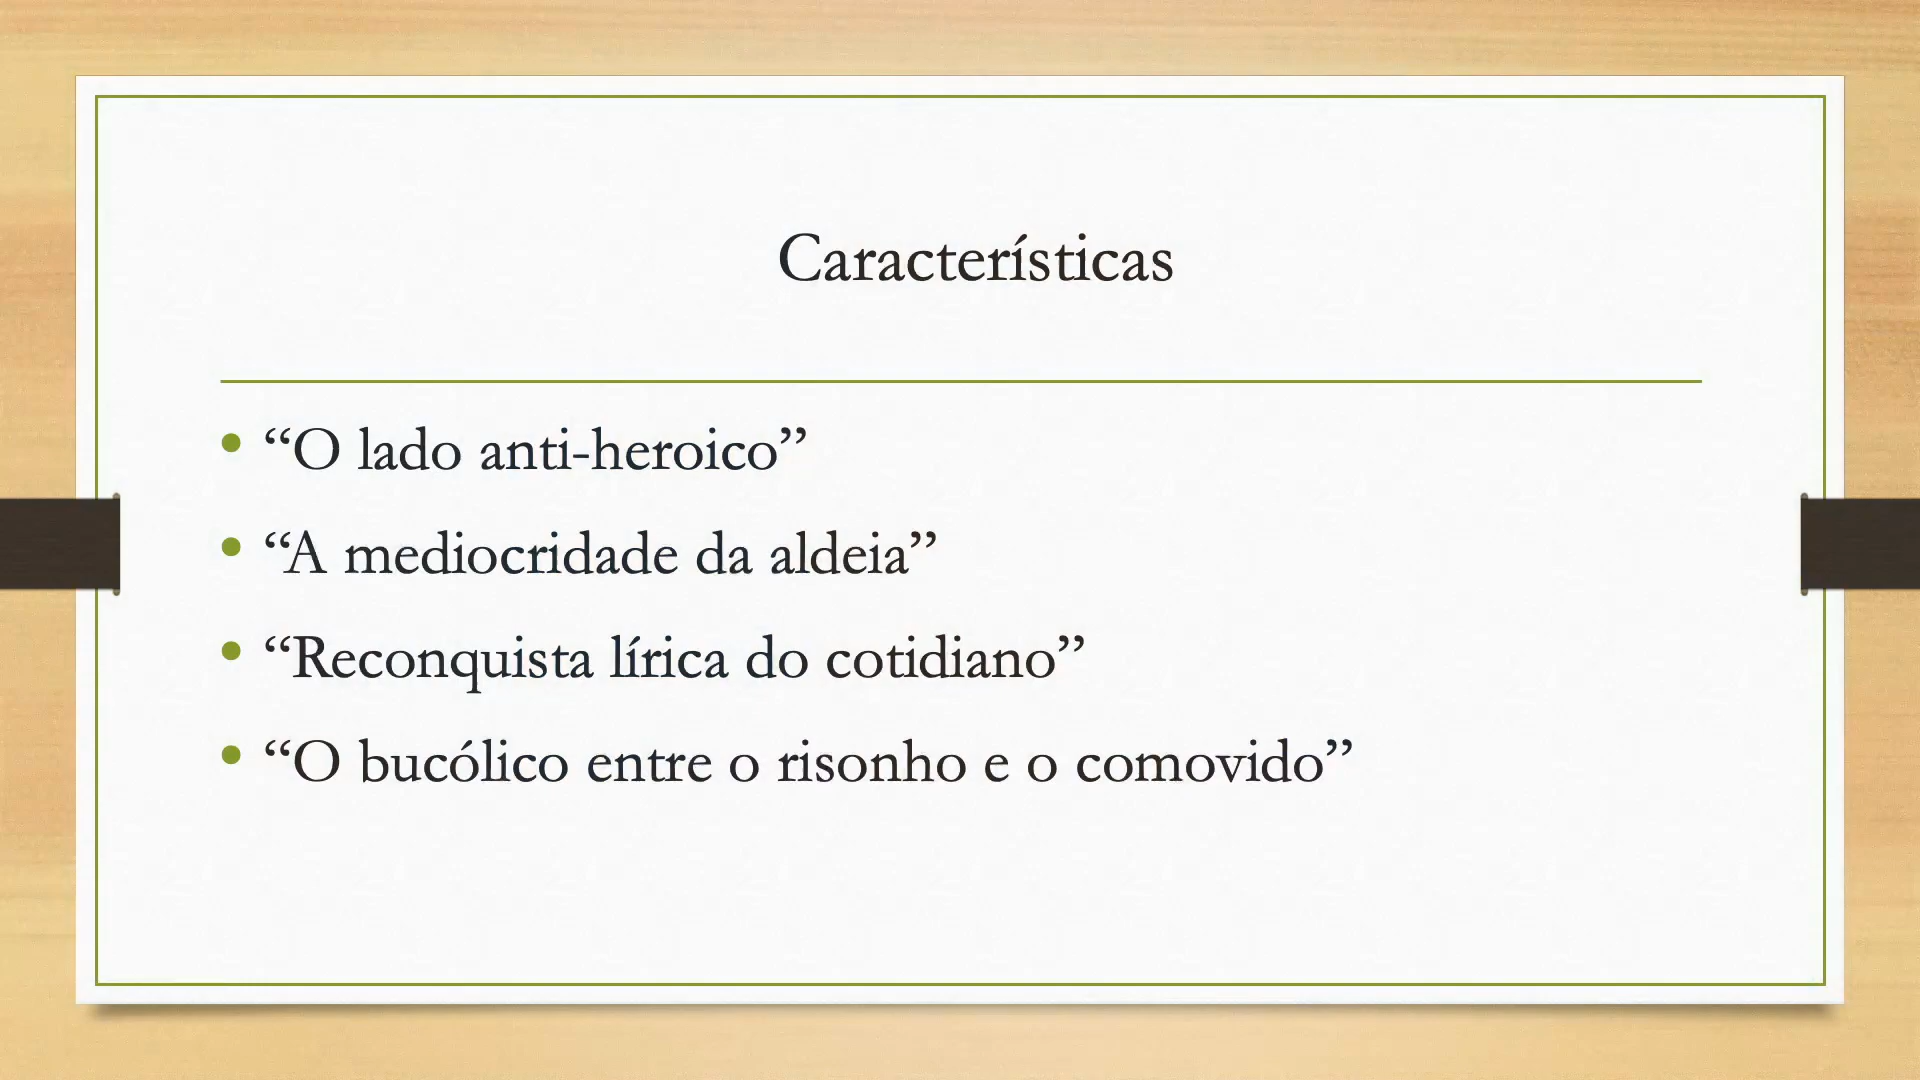 Características
• “O lado anti-heroico”
• “A mediocridade da aldeia”
• “Reconquista lírica do cotidiano”
• “O bucólico entre o risonho e o comovido”